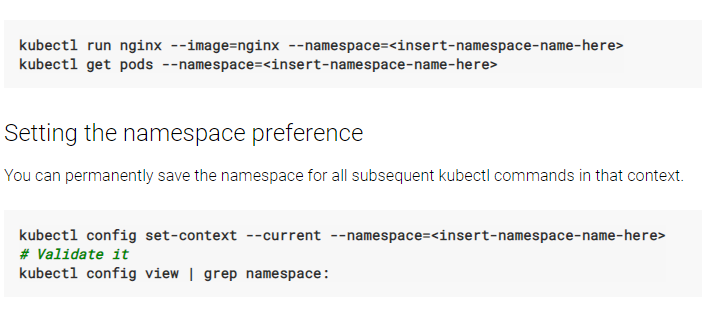 kubectl run nginx --image=nginx --namespace=<insert-namespace-name-here>
kubectl get pods --namespace=<insert-namespace-name-here>
Setting the namespace preference
You can permanently save the namespace for all subsequent kubectl commands in that context.
kubectl config set-context --current --namespace=<insert-namespace-name-here>
# Validate it
kubectl config view | grep namespace: